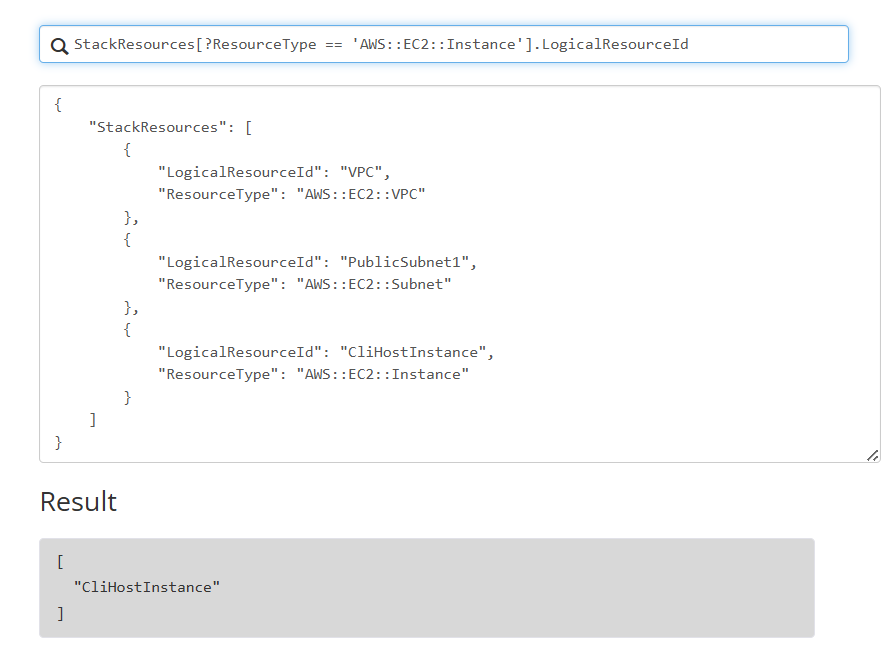 StackResources[?ResourceType == 'AWS::EC2::Instance'].LogicalResourceId
{
    "StackResources": [
        {
            "LogicalResourceId": "VPC",
            "ResourceType": "AWS::EC2::VPC"
        },
        {
            "LogicalResourceId": "PublicSubnet1",
            "ResourceType": "AWS::EC2::Subnet"
        },
        {
            "LogicalResourceId": "CliHostInstance",
            "ResourceType": "AWS::EC2::Instance"
        }
    ]
}
Result
[
  "CliHostInstance"
]